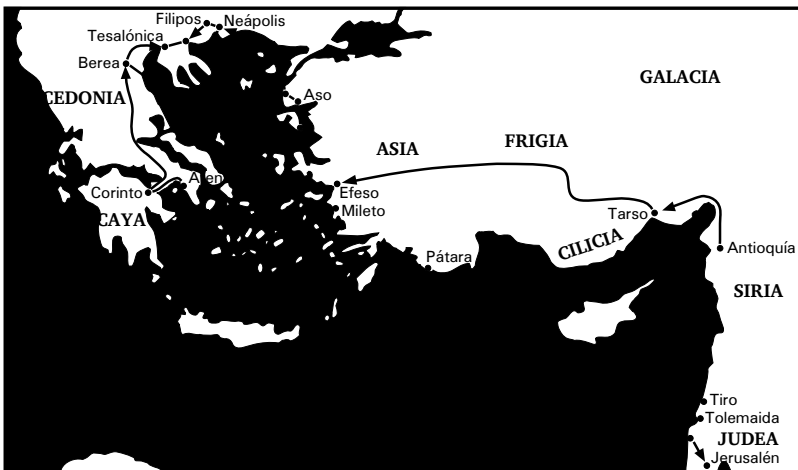 Filipos
Neápolis
Tesalónica
Berea
GALACIA
CEDONIA
Aso
FRIGIA
ASIA
Aten
Corinto
Efeso
Tarso
Mileto
CAYA
CILICIA
Antioquía
Pátara
SIRIA
Tiro
Tolemaida
JUDEA
Jerusalén